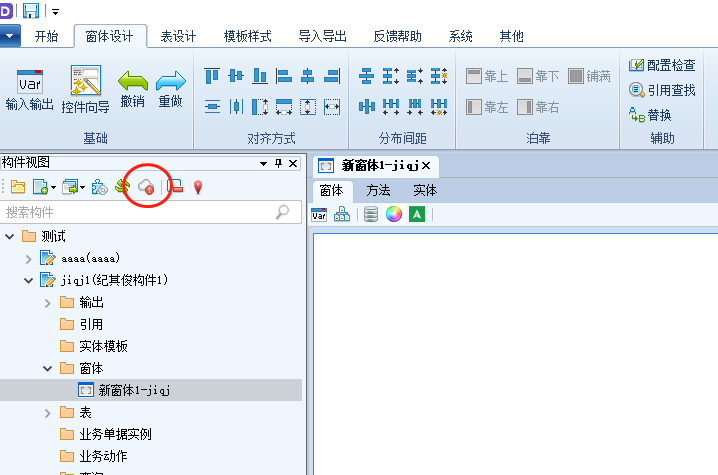 D
开始 窗体设计 表设计 模板样式 导入导出 反馈帮助 系统 其他
Var 输入输出 控件向导 撤销 重做
靠上 靠下 铺满
靠左 靠右
配置检查
引用查找
替换
基础 对齐方式 分布间距 泊靠 辅助
构件视图
搜索构件
测试
aaaa(aaaa)
jiqj1(纪其俊构件1)
输出
引用
实体模板
窗体
新窗体1-jiqj
表
业务单据实例
业务动作
新窗体1-jiqj
窗体 方法 实体
Var A